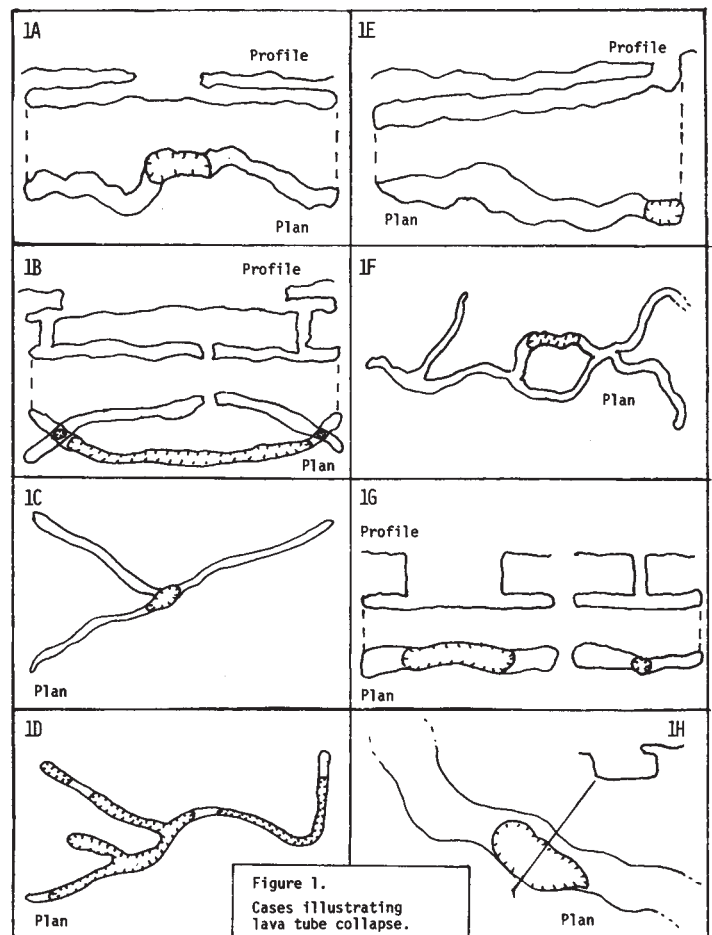 1A
Profile
Plan
1E
Profile
Plan
1B
Profile
Plan
1F
Plan
1C
Plan
1G
Profile
Plan
1D
Plan
1H
Plan
Figure 1.
Cases illustrating
lava tube collapse.